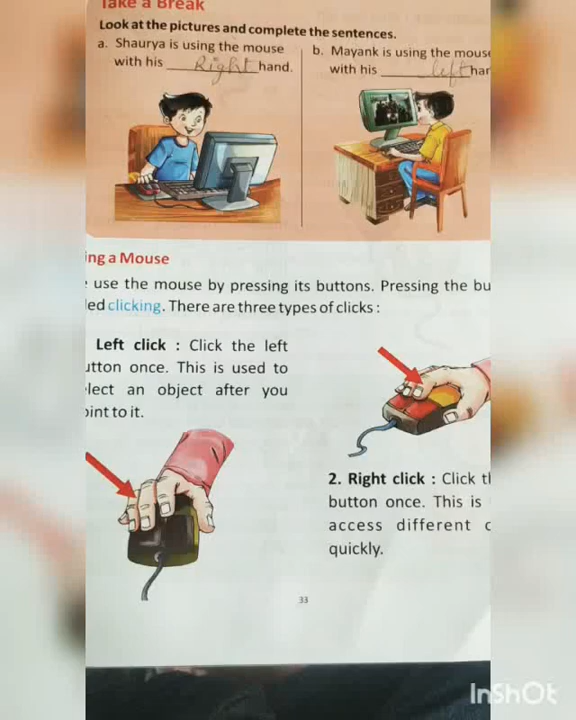 Take a Break
Look at the pictures and complete the sentences.
a. Shaurya is using the mouse
with his Right hand.
b. Mayank is using the mouse
with his left han
ing a Mouse
use the mouse by pressing its buttons. Pressing the bu
led clicking. There are three types of clicks :
Left click : Click the left
utton once. This is used to
lect an object after you
oint to it.
2. Right click : Click th
button once. This is
access different o
quickly.
33
InShOt